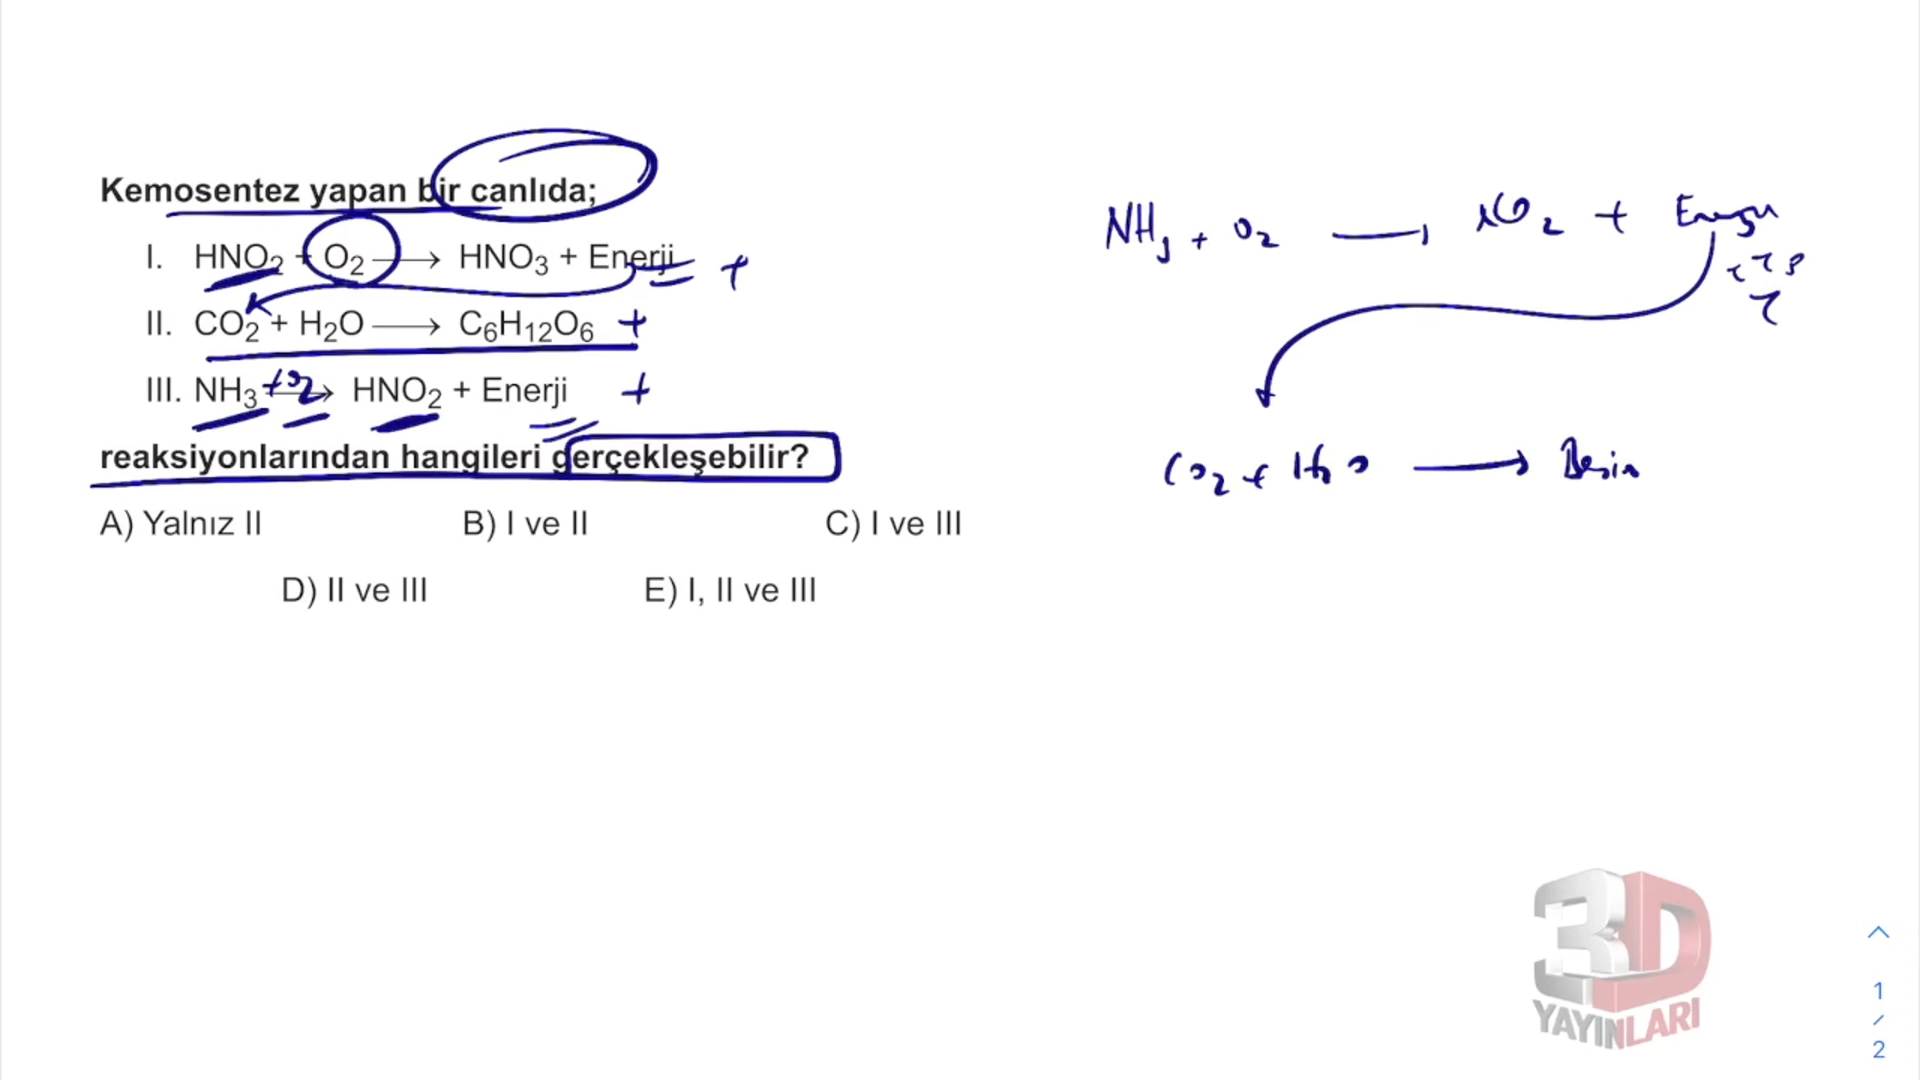 Kemosentez yapan bir canlıda;
I. HNO2 + O2 ⟶ HNO3 + Enerji +
II. CO2 + H2O ⟶ C6H12O6 +
III. NH3 + O2 ⟶ HNO2 + Enerji +
reaksiyonlarından hangileri gerçekleşebilir?
A) Yalnız II B) I ve II C) I ve III
D) II ve III E) I, II ve III
NH3 + O2 ⟶ + Enerji
CO2 + H2O ⟶ Besin
3D
YAYINLARI
1
/
2